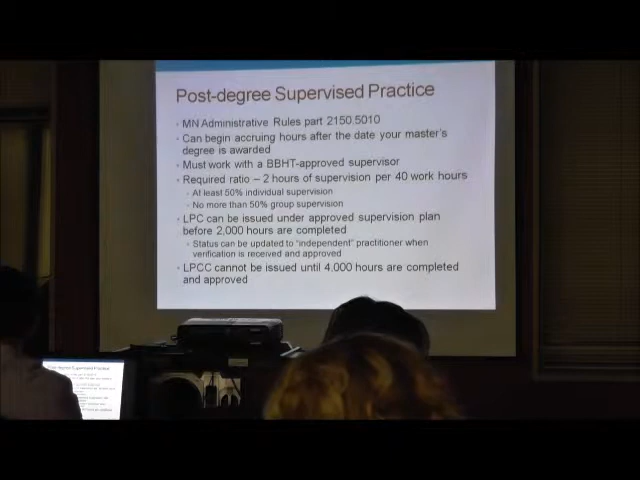 Post-degree Supervised Practice
• MN Administrative Rules part 2150.5010
• Can begin accruing hours after the date your master's
degree is awarded
• Must work with a BBHT-approved supervisor
• Required ratio – 2 hours of supervision per 40 work hours
• At least 50% individual supervision
• No more than 50% group supervision
• LPC can be issued under approved supervision plan
before 2,000 hours are completed
• Status can be updated to "independent" practitioner when
verification is received and approved
• LPCC cannot be issued until 4,000 hours are completed
and approved
Post-degree Supervised Practice